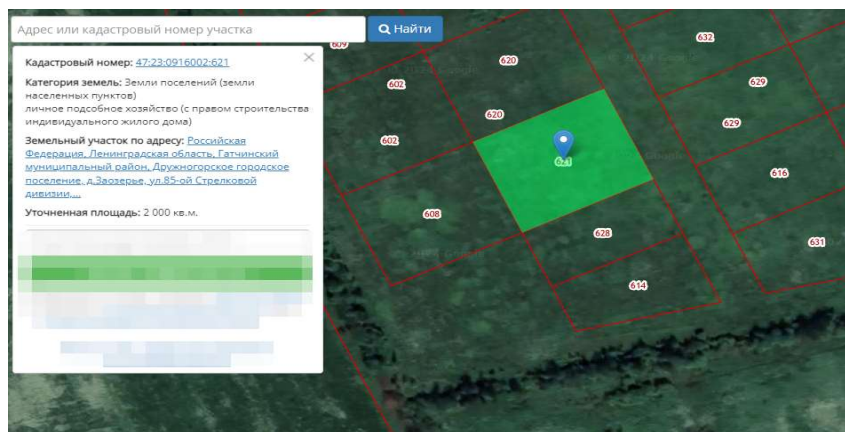 Адрес или кадастровый номер участка
Найти
Кадастровый номер: 47:23:0916002:621
Категория земель: Земли поселений (земли
населенных пунктов)
личное подсобное хозяйство (с правом строительства
индивидуального жилого дома)
Земельный участок по адресу: Российская
Федерация, Ленинградская область, Гатчинский
муниципальный район, Дружногорское городское
поселение, д.Заозерье, ул.85-ой Стрелковой
дивизии,...
Уточненная площадь: 2 000 кв.м.
609
620
632
602
629
620
629
602
621
616
608
628
631
614